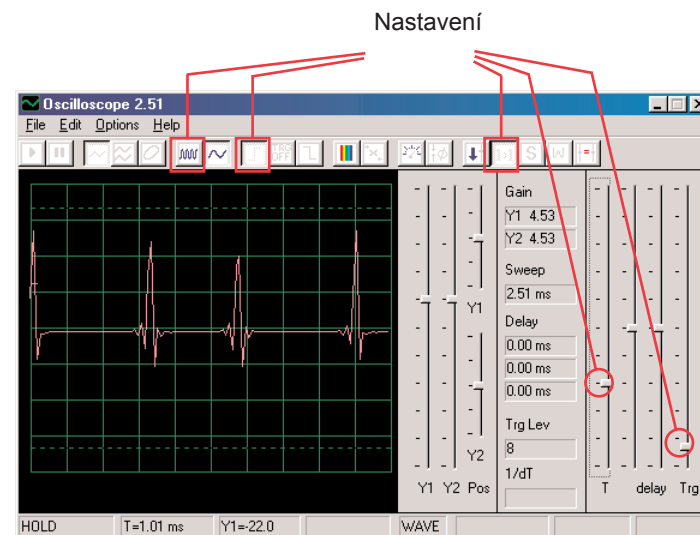 Nastavení
Oscilloscope 2.51
File Edit Options Help
TRG OFF
S
Gain
Y1 4.53
Y2 4.53
Sweep
2.51 ms
Delay
0.00 ms
0.00 ms
0.00 ms
Trg Lev
8
1/dT
Y1
Y2
Y1 Y2 Pos
T delay Trg
HOLD T=1.01 ms Y1=-22.0 WAVE